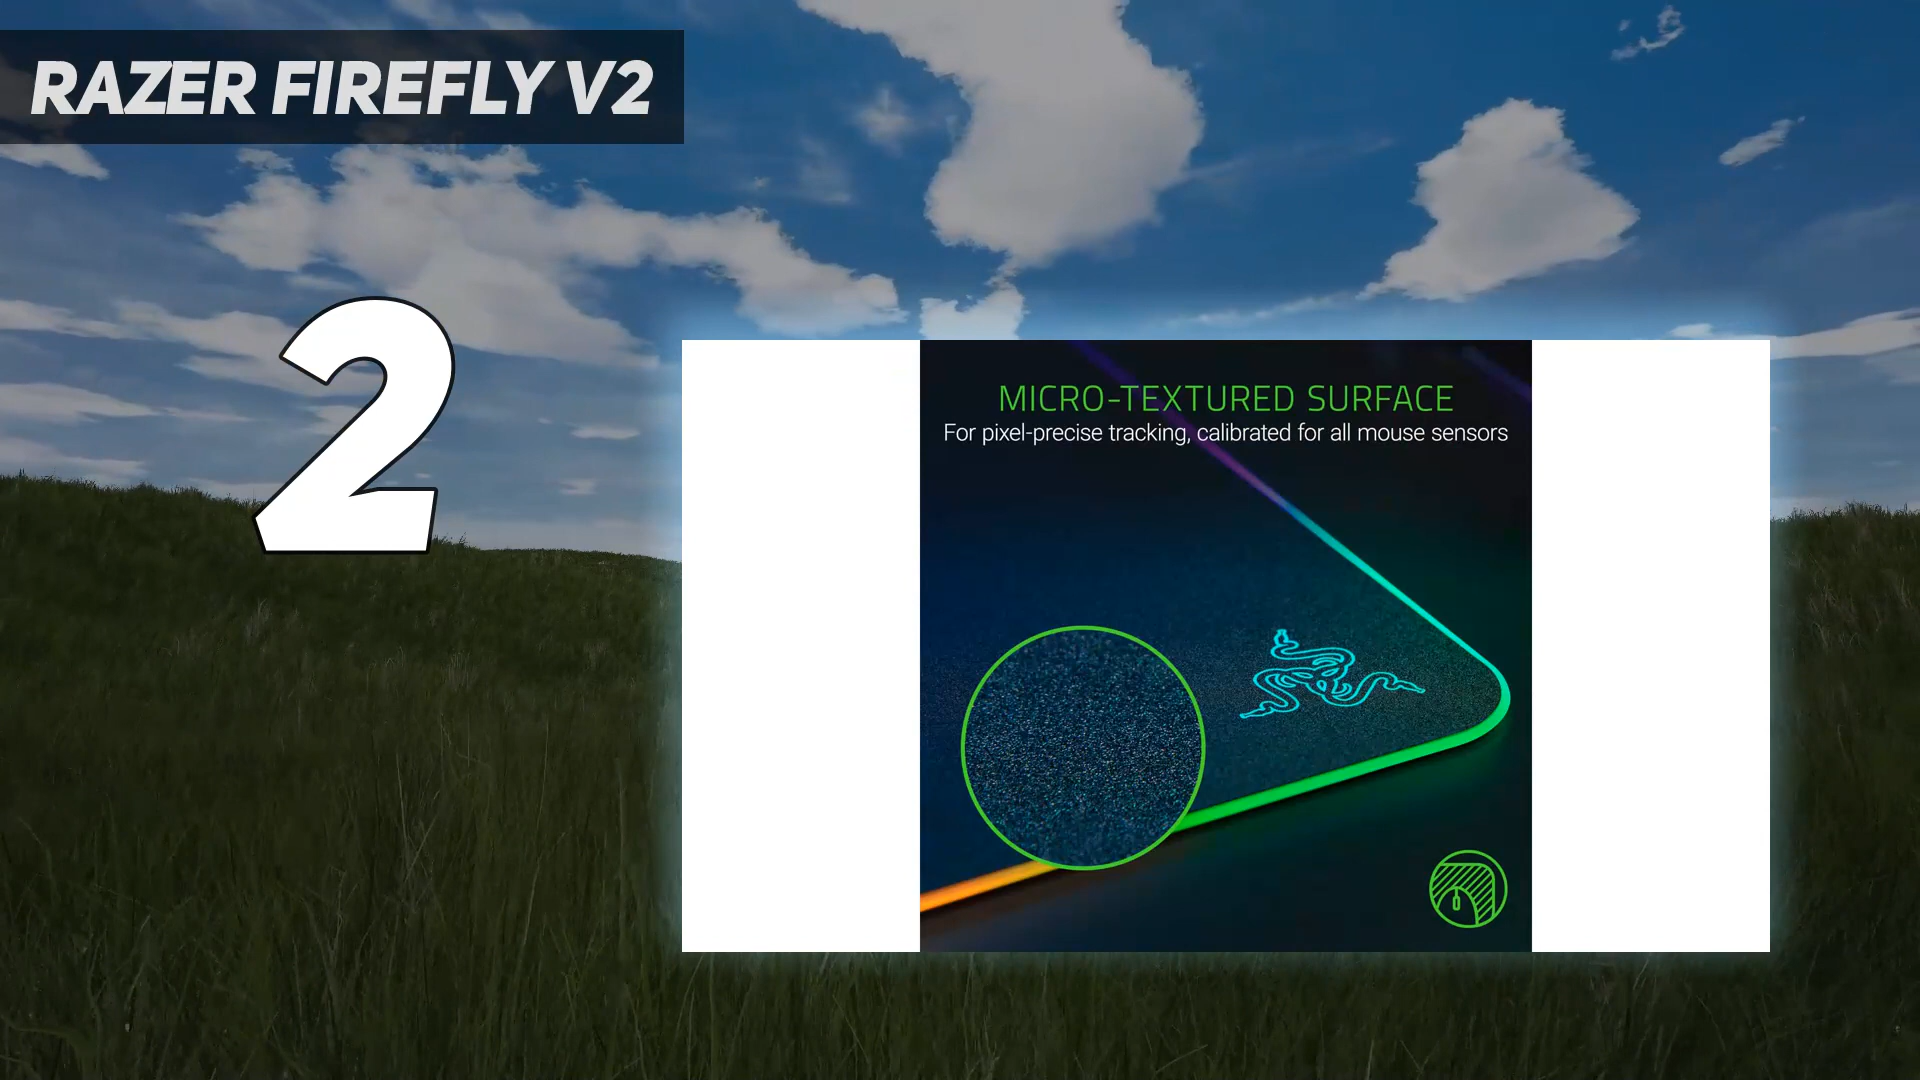 RAZER FIREFLY V2
2
MICRO-TEXTURED SURFACE
For pixel-precise tracking, calibrated for all mouse sensors